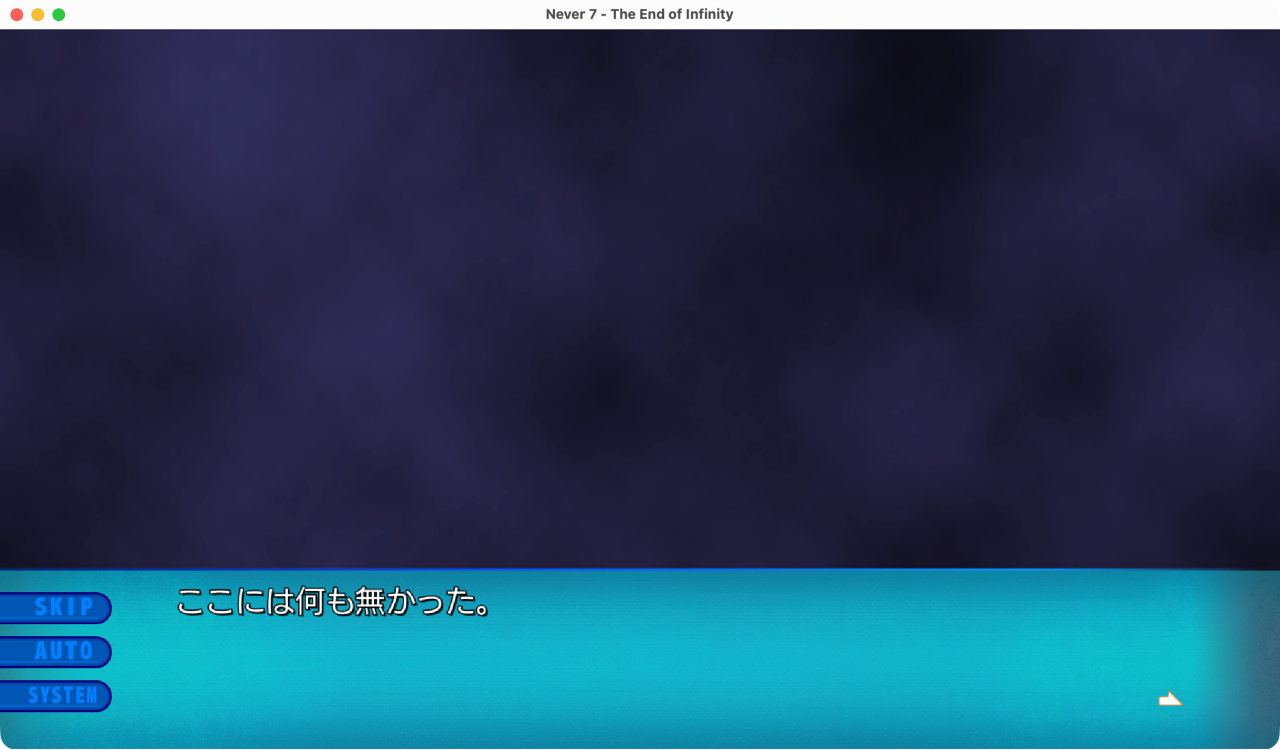 Never 7 - The End of Infinity
ここには何も無かった。
SKIP
AUTO
SYSTEM